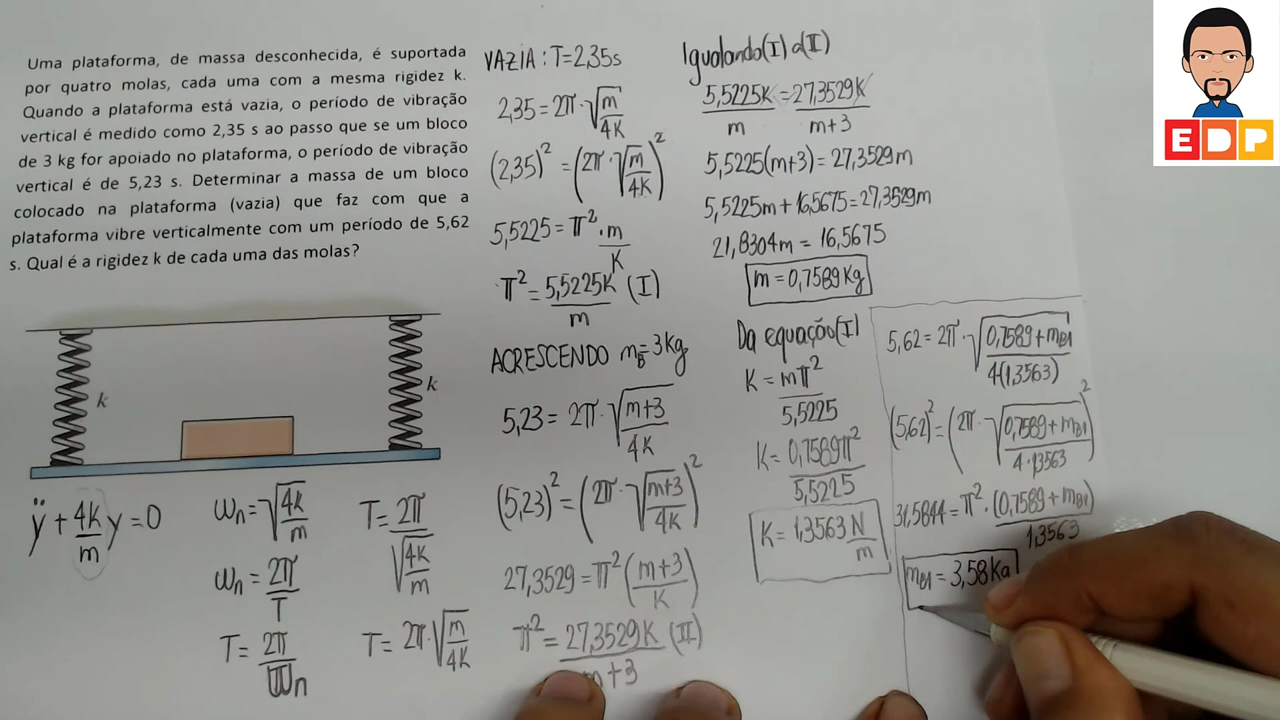 Uma plataforma, de massa desconhecida, é suportada
por quatro molas, cada uma com a mesma rigidez k.
Quando a plataforma está vazia, o período de vibração
vertical é medido como 2,35 s ao passo que se um bloco
de 3 kg for apoiado no plataforma, o período de vibração
vertical é de 5,23 s. Determinar a massa de um bloco
colocado na plataforma (vazia) que faz com que a
plataforma vibre verticalmente com um período de 5,62
s. Qual é a rigidez k de cada uma das molas?
k
k
ÿ + 4k/m y = 0
ωn = √(4k/m)
ωn = 2π/T
T = 2π/ωn
T = 2π/√(4k/m)
T = 2π·√(m/4k)
VAZIA: T=2,35s
2,35 = 2π·√(m/4K)
(2,35)² = (2π·√(m/4K))²
5,5225 = π²·m/K
π² = 5,5225K/m (I)
ACRESCENDO mB=3kg
5,23 = 2π·√(m+3/4K)
(5,23)² = (2π·√(m+3/4K))²
27,3529 = π²(m+3/K)
π² = 27,3529K/m+3 (II)
Igualando (I) a (II)
5,5225K/m = 27,3529K/m+3
5,5225(m+3) = 27,3529m
5,5225m + 16,5675 = 27,3529m
21,8304m = 16,5675
m = 0,7589Kg
Da equação (I)
K = mπ²/5,5225
K = 0,7589π²/5,5225
K = 1,3563 N/m
5,62 = 2π·√(0,7589+mB1/4(1,3563))
(5,62)² = (2π·√(0,7589+mB1/4·1,3563))²
31,5844 = π²·(0,7589+mB1)/1,3563
mB1 = 3,58Kg
EDP